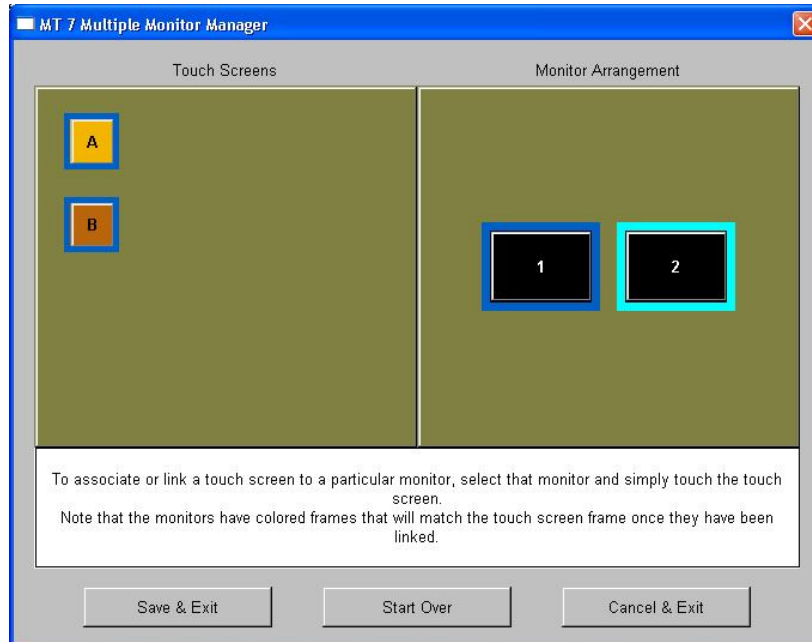 MT 7 Multiple Monitor Manager
Touch Screens
Monitor Arrangement
A
B
1
2
To associate or link a touch screen to a particular monitor, select that monitor and simply touch the touch
screen.
Note that the monitors have colored frames that will match the touch screen frame once they have been
linked.
Save & Exit
Start Over
Cancel & Exit